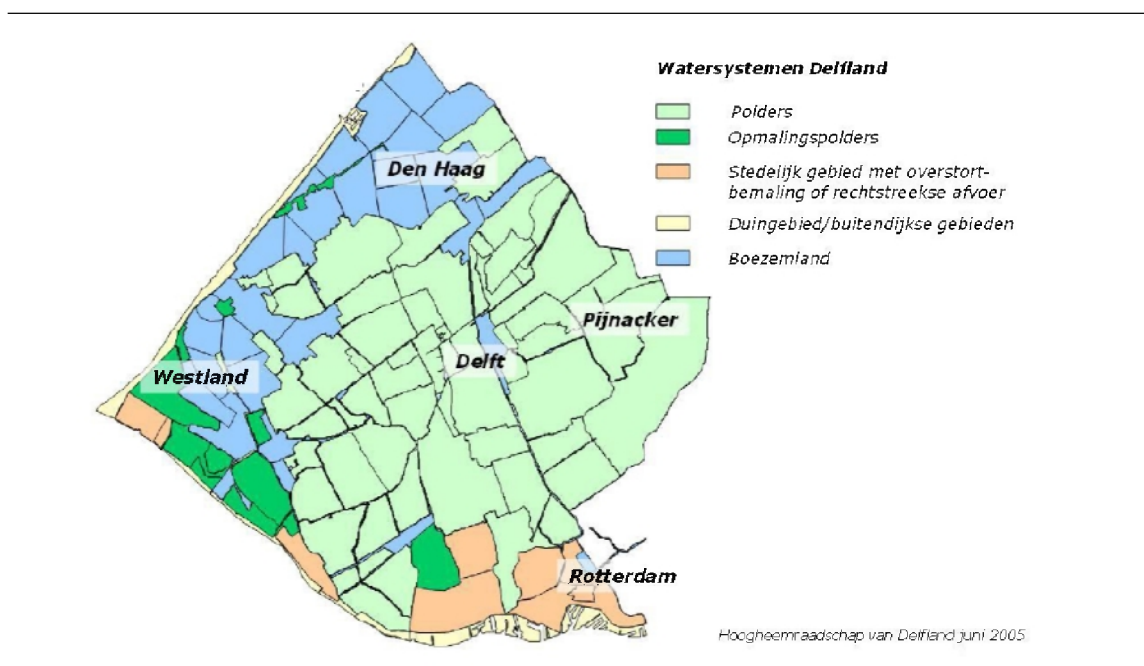 Watersystemen Delfland
Polders
Opmalingspolders
Stedelijk gebied met overstort-
bemaling of rechtstreekse afvoer
Duingebied/buitendijkse gebieden
Boezemland
Den Haag
Pijnacker
Delft
Westland
Rotterdam
Hoogheemraadschap van Delfland juni 2005